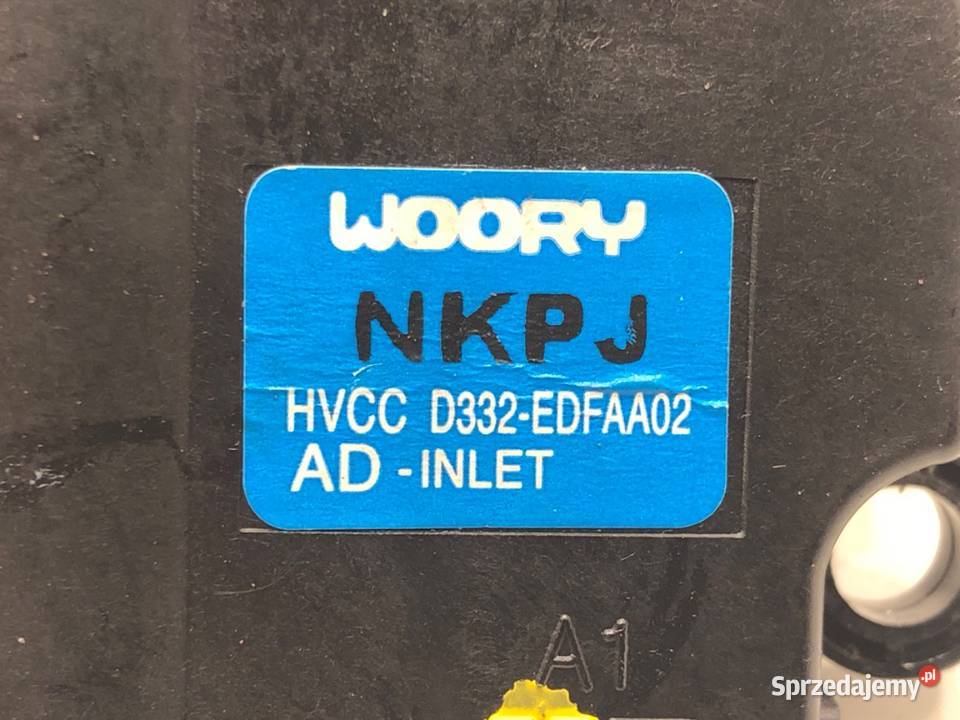 WOORY
NKPJ
HVCC D332-EDFAA02
AD -INLET
A1
Sprzedajemy.pl